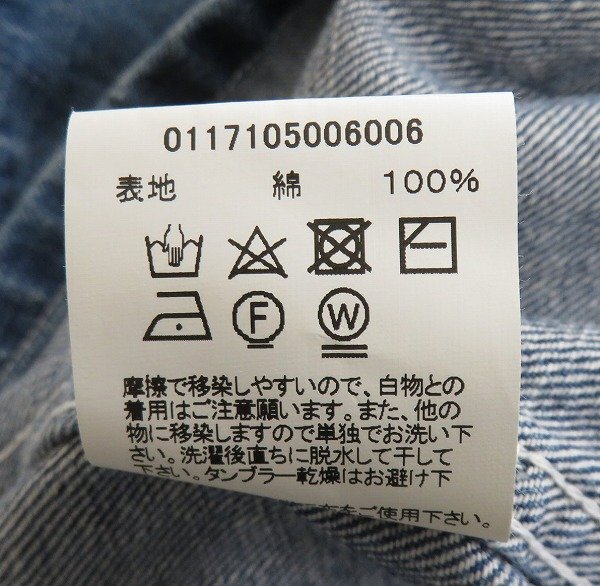 0117105006006
表地 綿 100%
F W
摩擦で移染しやすいので、白物との
着用はご注意願います。また、他の
物に移染しますので単独でお洗い下
さい。洗濯後直ちに脱水して干して
下さい。タンブラー乾燥はお避け下
をご使用下さい。